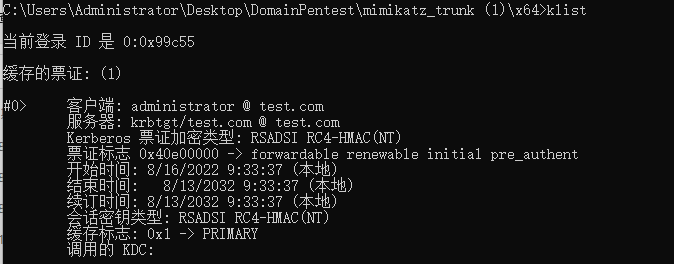 C:\Users\Administrator\Desktop\DomainPentest\mimikatz_trunk (1)\x64>klist
当前登录 ID 是 0:0x99c55
缓存的票证: (1)
#0>     客户端: administrator @ test.com
服务器: krbtgt/test.com @ test.com
Kerberos 票证加密类型: RSADSI RC4-HMAC(NT)
票证标志 0x40e00000 -> forwardable renewable initial pre_authent
开始时间: 8/16/2022 9:33:37 (本地)
结束时间:   8/13/2032 9:33:37 (本地)
续订时间: 8/13/2032 9:33:37 (本地)
会话密钥类型: RSADSI RC4-HMAC(NT)
缓存标志: 0x1 -> PRIMARY
调用的 KDC: